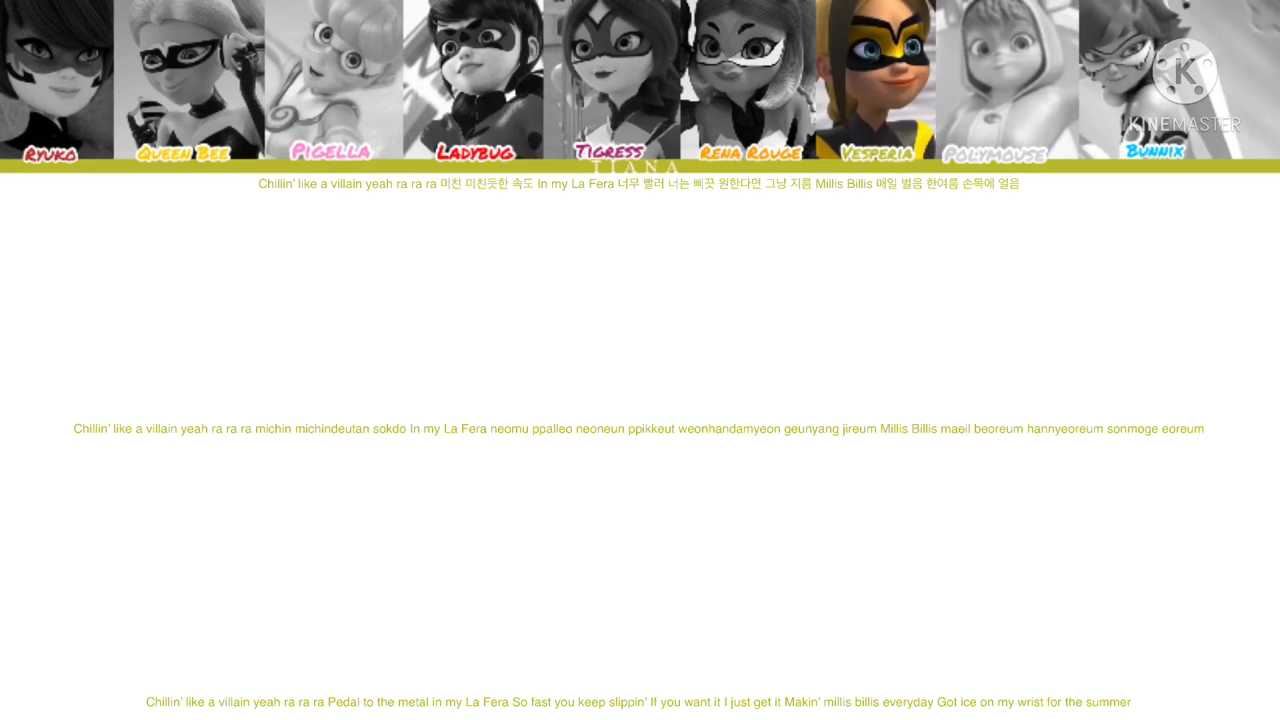 KINEMASTER
RYUKO QUEEN BEE PIGELLA LADYBUG TIGRESS RENA ROUGE VESPERIA POLYMOUSE BUNNIX
TIANA
Chillin' like a villain yeah ra ra ra 미친 미친듯한 속도 In my La Fera 너무 빨러 너는 삐끗 원한다면 그냥 지름 Millis Billis 매일 벌음 한여름 손목에 얼음
Chillin' like a villain yeah ra ra ra michin michindeutan sokdo In my La Fera neomu ppalleo neoneun ppikkeut weonhandamyeon geunyang jireum Millis Billis maeil beoreum hannyeoreum sonmoge eoreum
Chillin' like a villain yeah ra ra ra Pedal to the metal in my La Fera So fast you keep slippin' If you want it I just get it Makin' millis billis everyday Got ice on my wrist for the summer